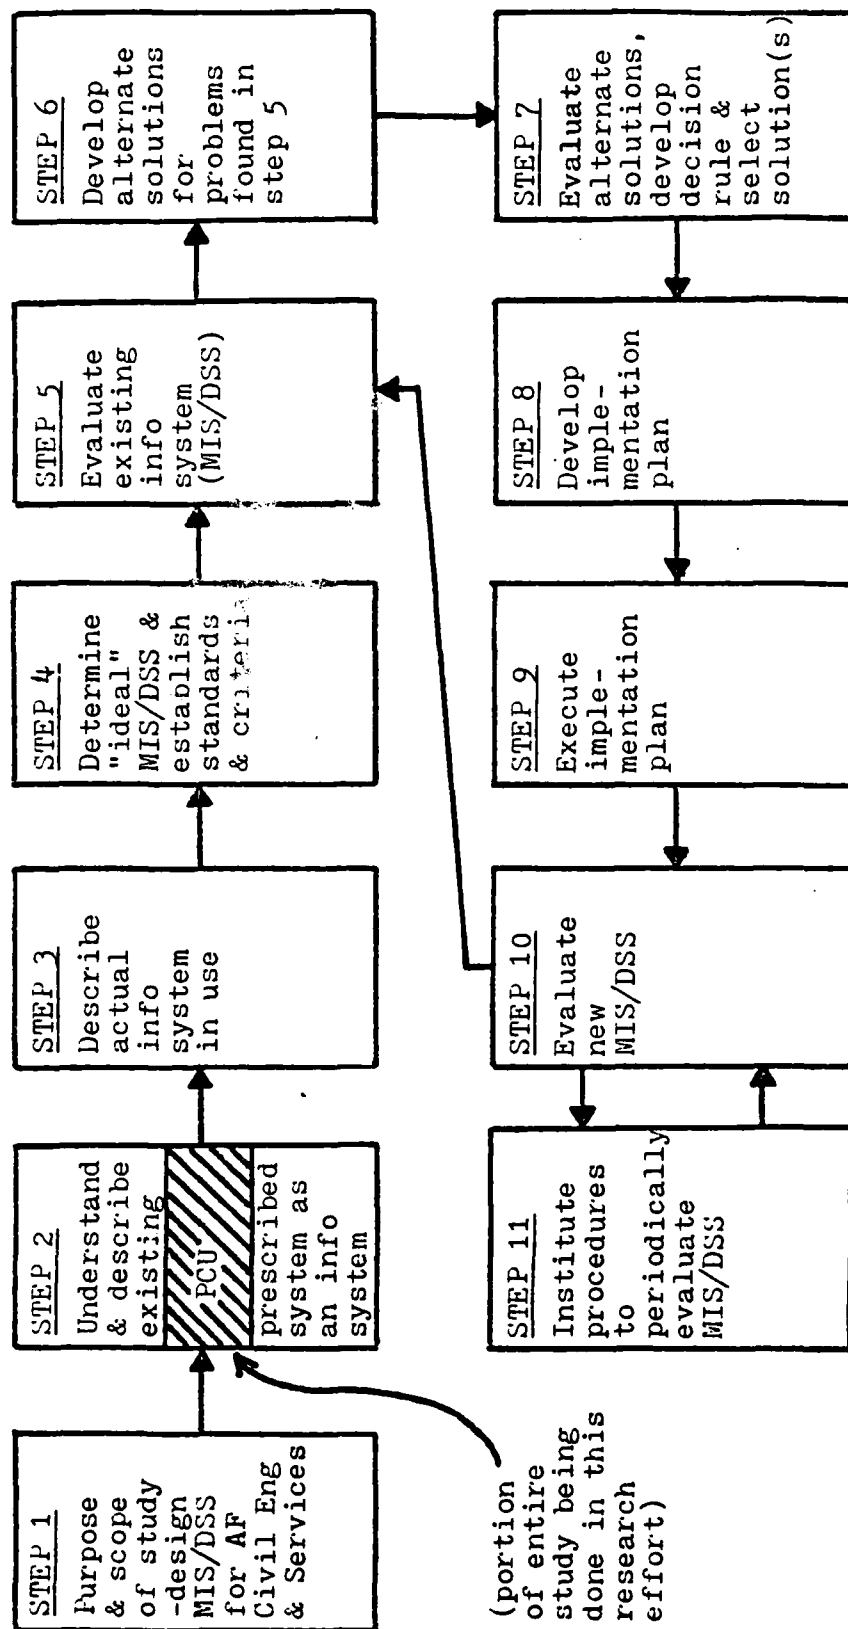 STEP 1
Purpose
& scope
of study
-design
MIS/DSS
for AF
Civil Eng
& Services
STEP 2
Understand
& describe
existing
PCU
prescribed
system as
an info
system
STEP 3
Describe
actual
info
system
in use
STEP 4
Determine
"ideal"
MIS/DSS &
establish
standards
& criteria
STEP 5
Evaluate
existing
info
system
(MIS/DSS)
STEP 6
Develop
alternate
solutions
for
problems
found in
step 5
(portion
of entire
study being
done in this
research
effort)
STEP 11
Institute
procedures
to
periodically
evaluate
MIS/DSS
STEP 10
Evaluate
new
MIS/DSS
STEP 9
Execute
imple-
mentation
plan
STEP 8
Develop
imple-
mentation
plan
STEP 7
Evaluate
alternate
solutions,
develop
decision
rule &
select
solution(s)